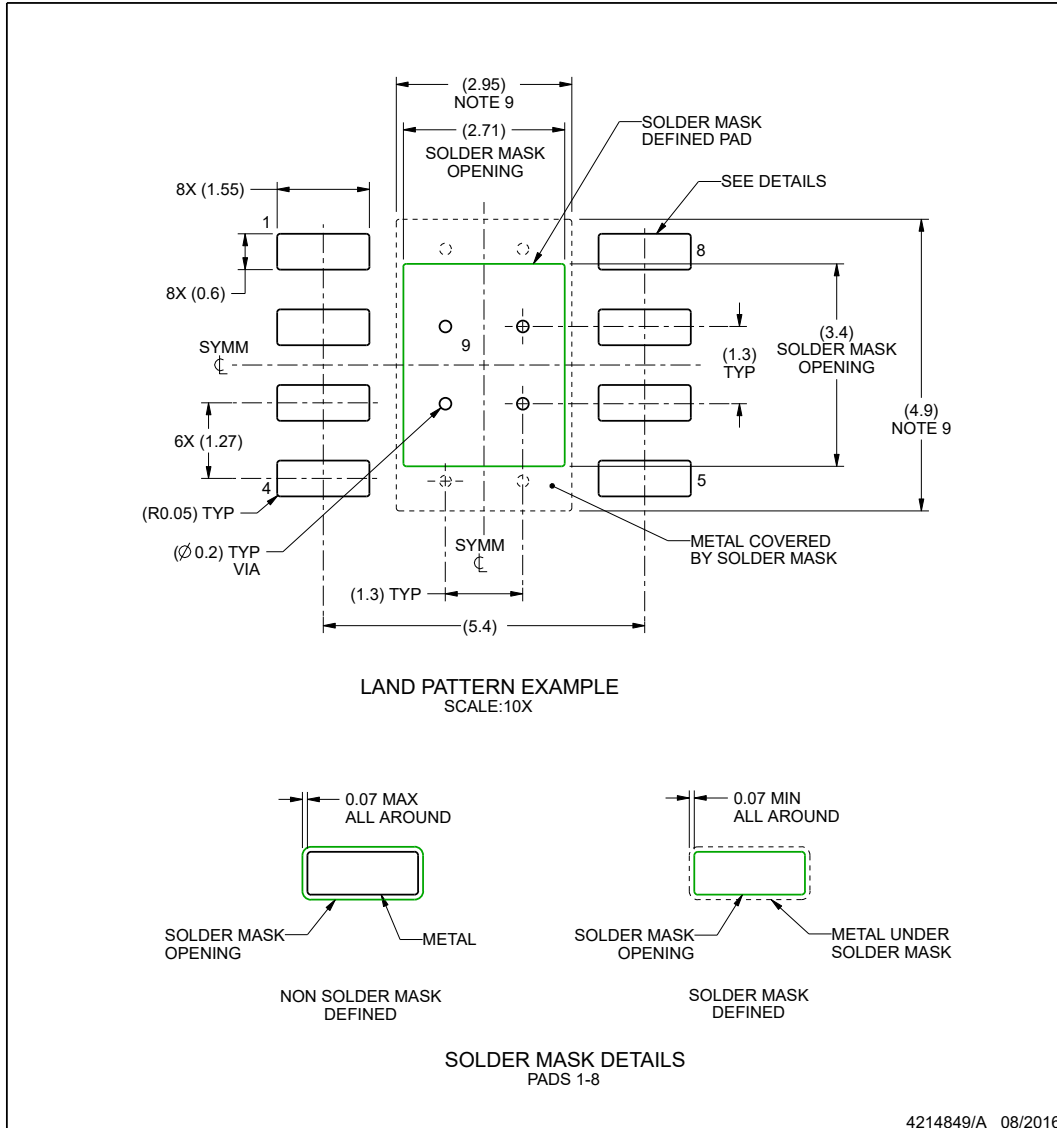 (2.95)
NOTE 9
(2.71)
SOLDER MASK
OPENING
SOLDER MASK
DEFINED PAD
8X (1.55)
SEE DETAILS
1
8
8X (0.6)
9
SYMM
℄
(1.3)
TYP
(3.4)
SOLDER MASK
OPENING
(4.9)
NOTE 9
6X (1.27)
4
5
(R0.05) TYP
SYMM
℄
METAL COVERED
BY SOLDER MASK
(Ø 0.2) TYP
VIA
(1.3) TYP
(5.4)
LAND PATTERN EXAMPLE
SCALE:10X
0.07 MAX
ALL AROUND
0.07 MIN
ALL AROUND
SOLDER MASK
OPENING
METAL
SOLDER MASK
OPENING
METAL UNDER
SOLDER MASK
NON SOLDER MASK
DEFINED
SOLDER MASK
DEFINED
SOLDER MASK DETAILS
PADS 1-8
4214849/A 08/2016